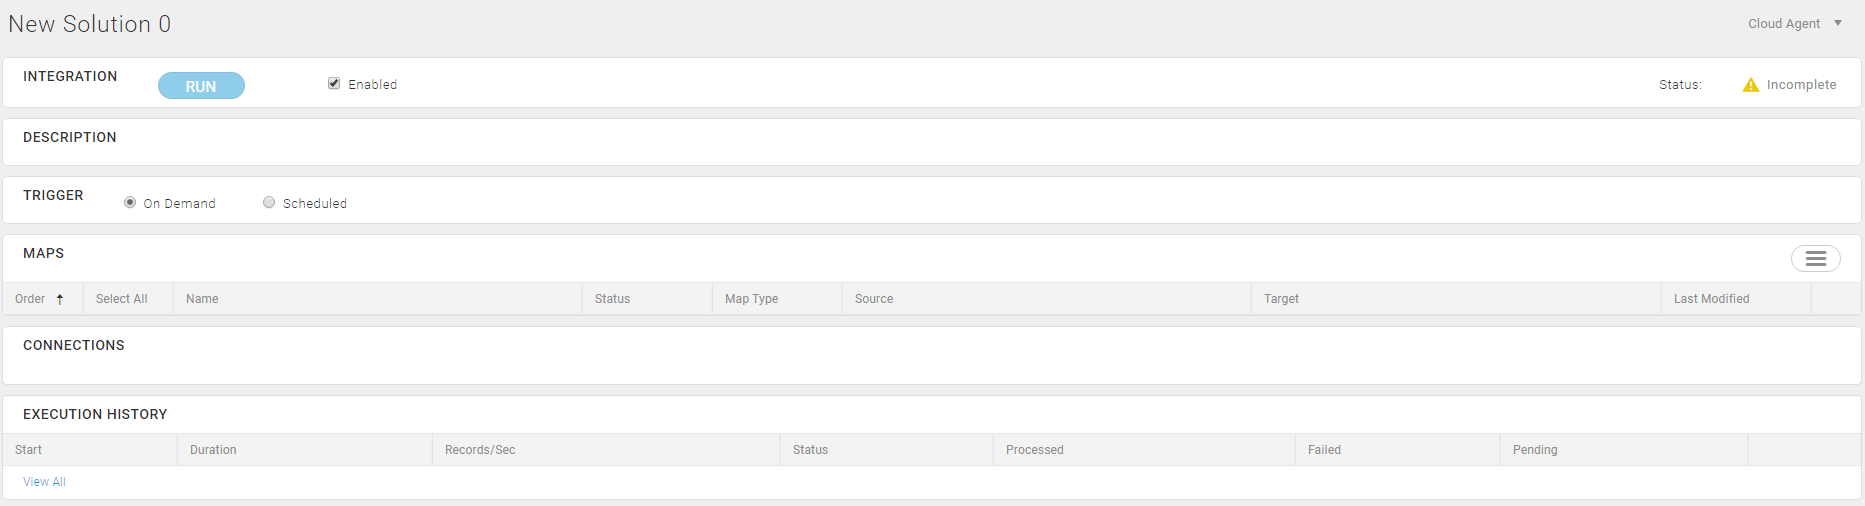 New Solution 0
Cloud Agent
INTEGRATION
RUN
Enabled
Status:
Incomplete
DESCRIPTION
TRIGGER
On Demand
Scheduled
MAPS
Order
Select All
Name
Status
Map Type
Source
Target
Last Modified
CONNECTIONS
EXECUTION HISTORY
Start
Duration
Records/Sec
Status
Processed
Failed
Pending
View All